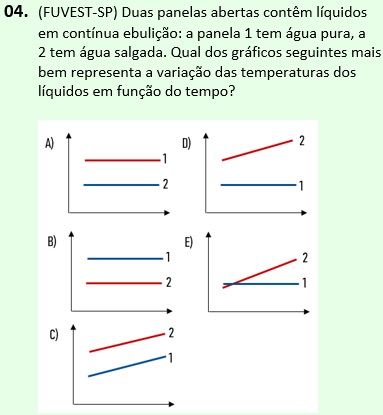 04. (FUVEST-SP) Duas panelas abertas contêm líquidos
em contínua ebulição: a panela 1 tem água pura, a
2 tem água salgada. Qual dos gráficos seguintes mais
bem representa a variação das temperaturas dos
líquidos em função do tempo?
A)
1
2
D)
2
1
B)
1
2
E)
2
1
C)
2
1